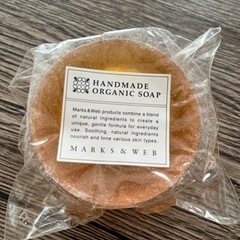 HANDMADE
ORGANIC SOAP
Marks & Web products combine a blend
of natural ingredients to create a
unique, gentle formula for everyday
use. Soothing, natural ingredients
nourish and tone various skin types.
MARKS & WEB